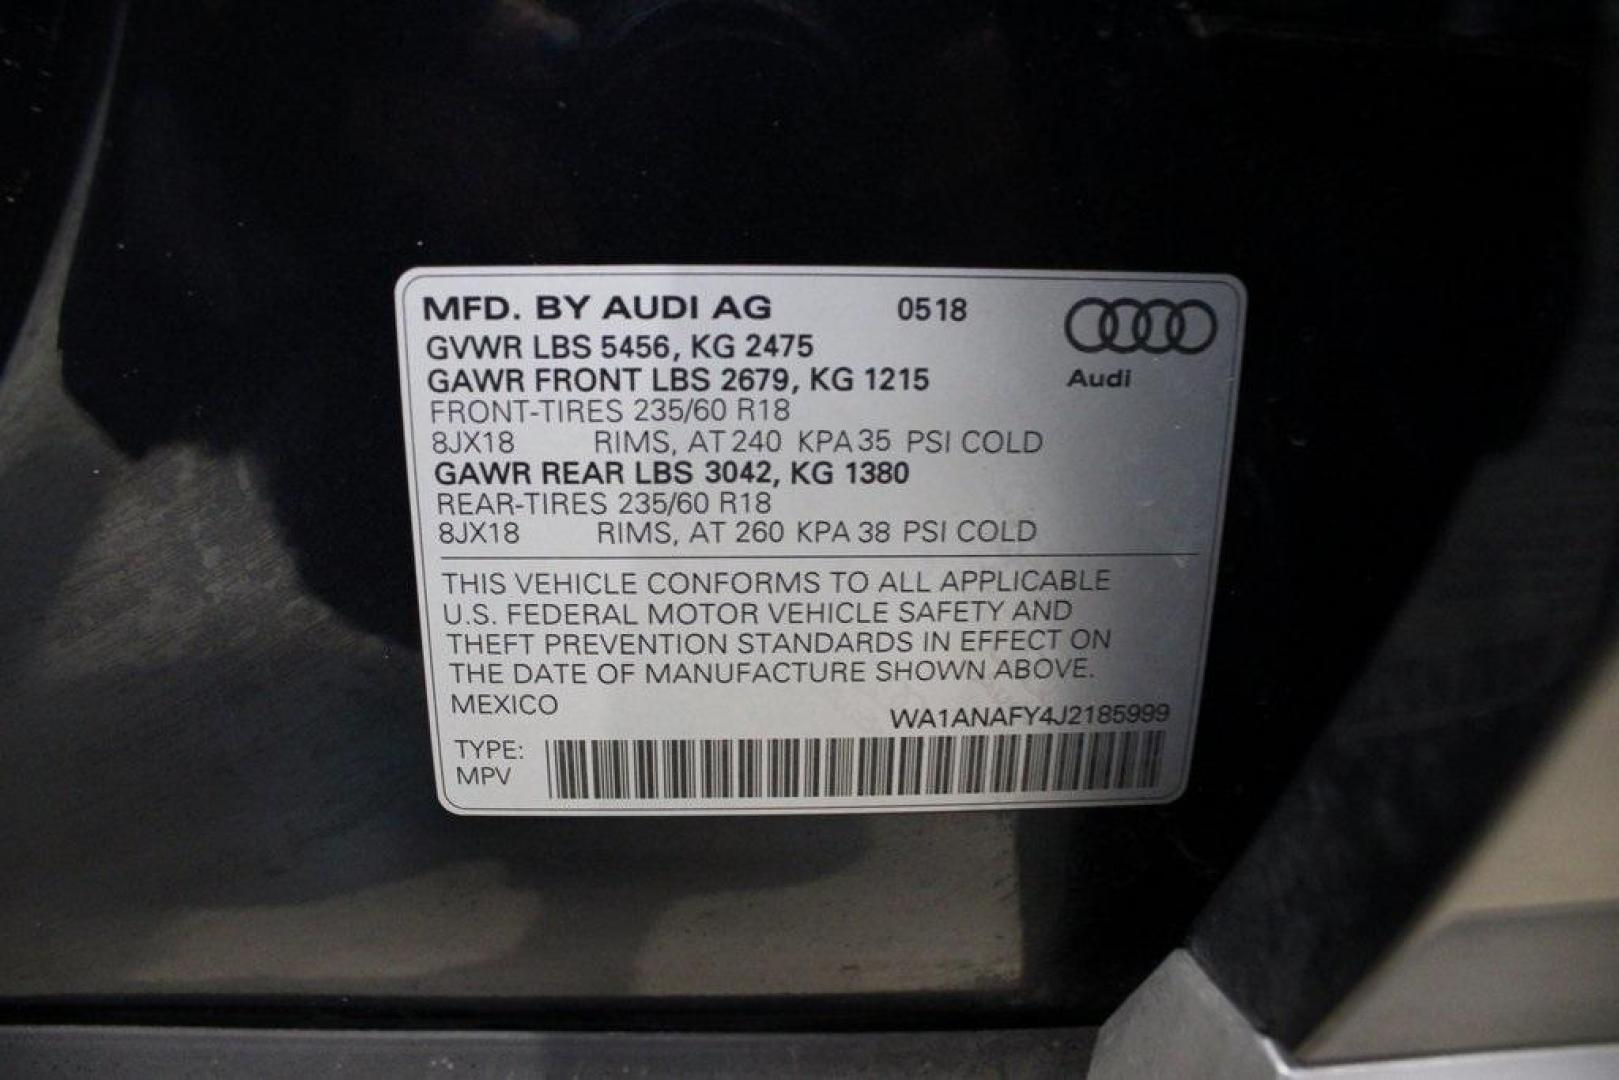 MFD. BY AUDI AG 0518
GVWR LBS 5456, KG 2475
GAWR FRONT LBS 2679, KG 1215
Audi
FRONT-TIRES 235/60 R18
8JX18 RIMS, AT 240 KPA 35 PSI COLD
GAWR REAR LBS 3042, KG 1380
REAR-TIRES 235/60 R18
8JX18 RIMS, AT 260 KPA 38 PSI COLD
THIS VEHICLE CONFORMS TO ALL APPLICABLE
U.S. FEDERAL MOTOR VEHICLE SAFETY AND
THEFT PREVENTION STANDARDS IN EFFECT ON
THE DATE OF MANUFACTURE SHOWN ABOVE.
MEXICO
WA1ANAFY4J2185999
TYPE:
MPV